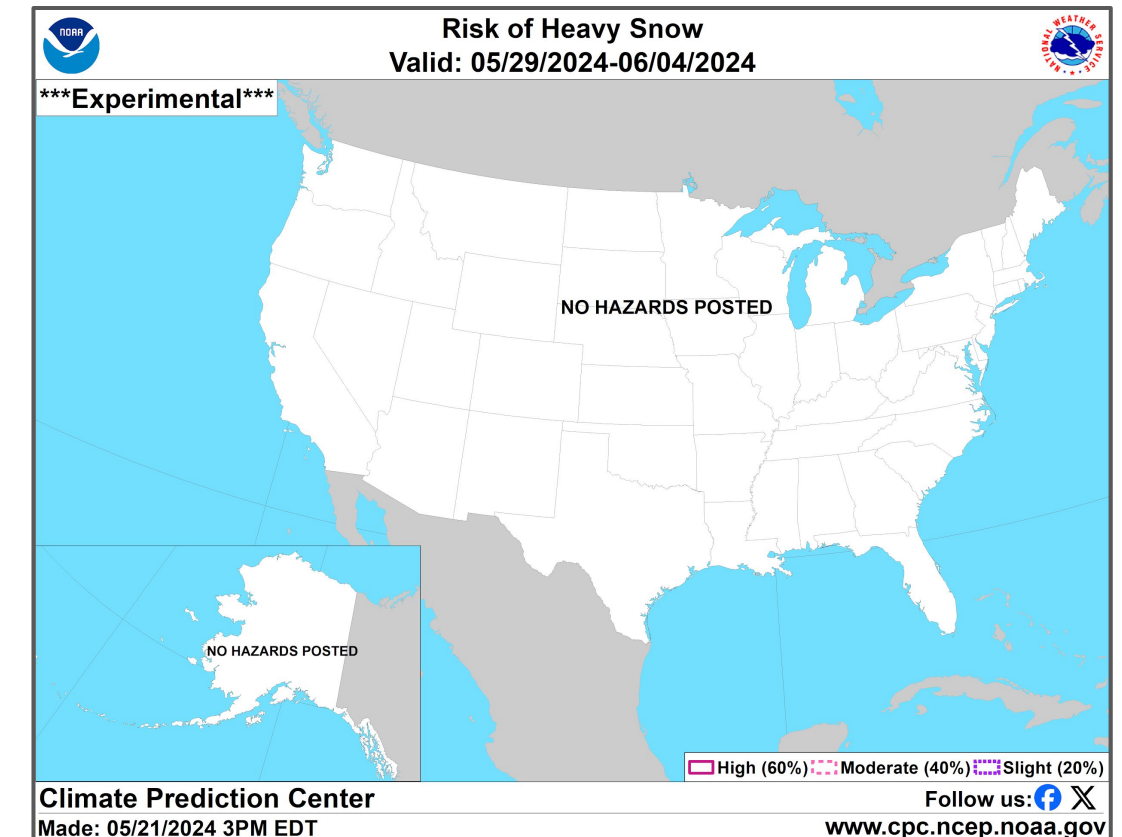 NOAA
Risk of Heavy Snow
Valid: 05/29/2024-06/04/2024
NATIONAL WEATHER SERVICE
***Experimental***
NO HAZARDS POSTED
NO HAZARDS POSTED
High (60%) Moderate (40%) Slight (20%)
Climate Prediction Center
Follow us:
Made: 05/21/2024 3PM EDT
www.cpc.ncep.noaa.gov